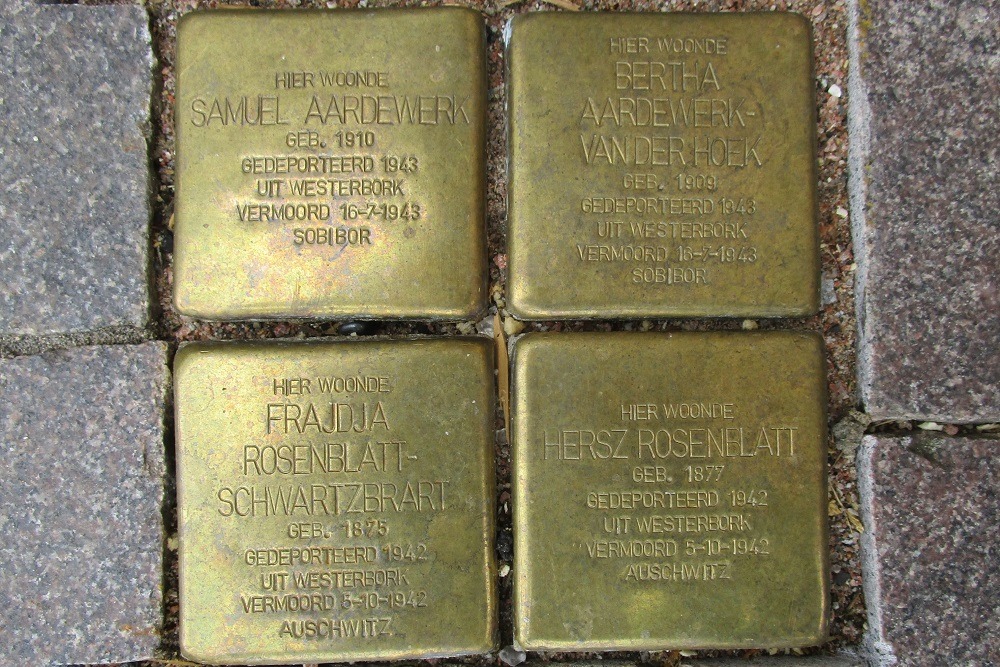 HIER WOONDE
SAMUEL AARDEWERK
GEB. 1910
GEDEPORTEERD 1943
UIT WESTERBORK
VERMOORD 16-7-1943
SOBIBOR
HIER WOONDE
BERTHA
AARDEWERK-
VAN DER HOEK
GEB. 1909
GEDEPORTEERD 1943
UIT WESTERBORK
VERMOORD 16-7-1943
SOBIBOR
HIER WOONDE
FRAJDJA
ROSENBLATT-
SCHWARTZBRART
GEB. 1875
GEDEPORTEERD 1942
UIT WESTERBORK
VERMOORD 5-10-1942
AUSCHWITZ
HIER WOONDE
HERSZ ROSENBLATT
GEB. 1877
GEDEPORTEERD 1942
UIT WESTERBORK
VERMOORD 5-10-1942
AUSCHWITZ